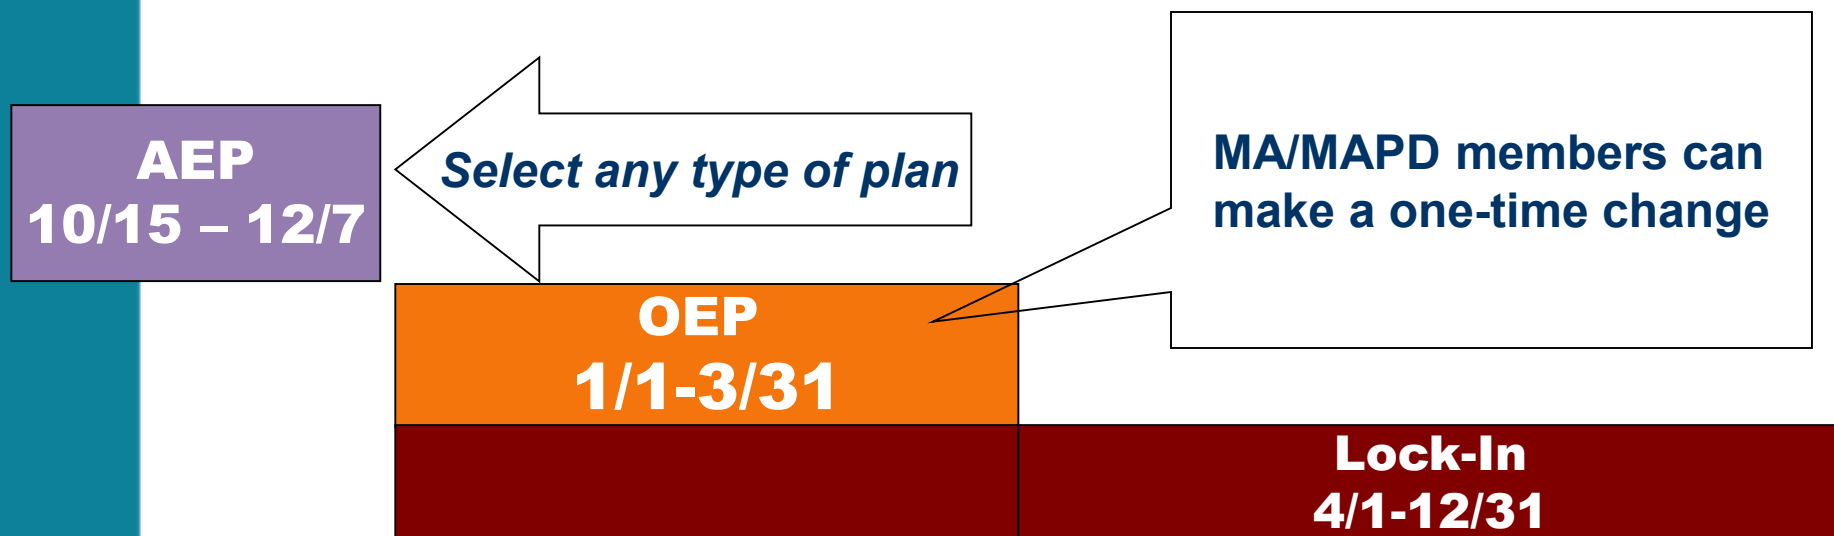 AEP
10/15 – 12/7
Select any type of plan
MA/MAPD members can
make a one-time change
OEP
1/1-3/31
Lock-In
4/1-12/31